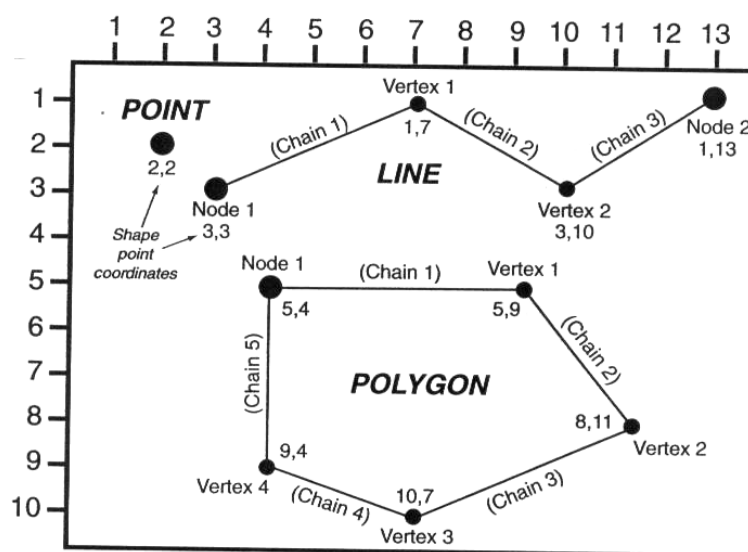 1 2 3 4 5 6 7 8 9 10 11 12 13
1
2
3
4
5
6
7
8
9
10
POINT
2,2
Shape
point
coordinates
Node 1
3,3
(Chain 1)
Vertex 1
1,7
(Chain 2)
LINE
Vertex 2
3,10
(Chain 3)
Node 2
1,13
Node 1
5,4
(Chain 1)
Vertex 1
5,9
(Chain 2)
8,11
Vertex 2
(Chain 3)
10,7
Vertex 3
(Chain 4)
9,4
Vertex 4
(Chain 5)
POLYGON